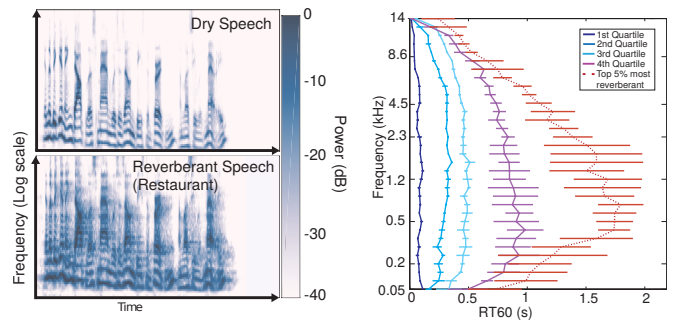 Dry Speech
Reverberant Speech
(Restaurant)
Frequency (Log scale)
Time
0
-10
-20
-30
-40
Power (dB)
14
8.6
4.5
2.3
1.2
0.5
0.2
0.05
Frequency (kHz)
0
0.5
1
1.5
2
RT60 (s)
1st Quartile
2nd Quartile
3rd Quartile
4th Quartile
Top 5% most
reverberant